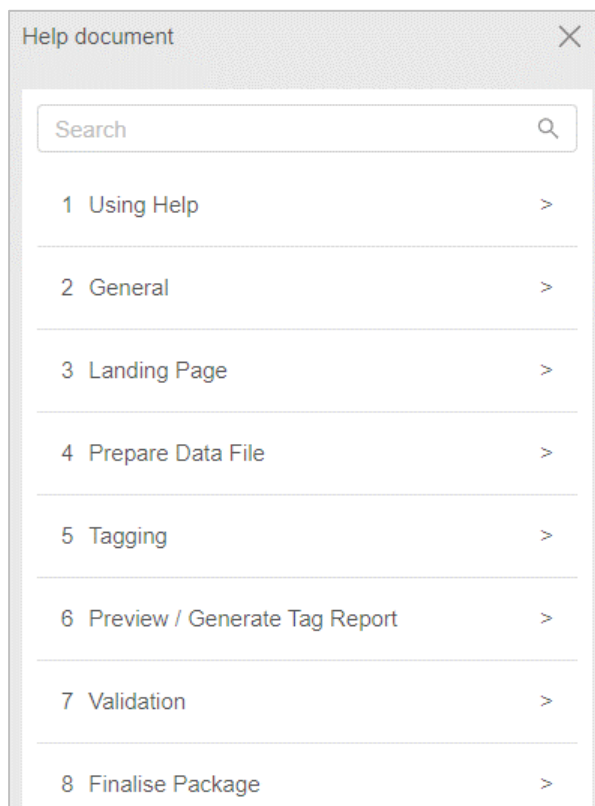 Help document
Search
1 Using Help >
2 General >
3 Landing Page >
4 Prepare Data File >
5 Tagging >
6 Preview / Generate Tag Report >
7 Validation >
8 Finalise Package >